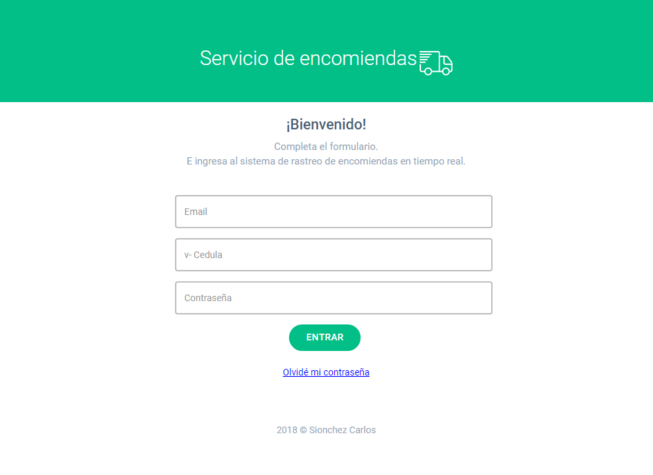 Servicio de encomiendas
¡Bienvenido!
Completa el formulario.
E ingresa al sistema de rastreo de encomiendas en tiempo real.
Email
v- Cedula
Contraseña
ENTRAR
Olvidé mi contraseña
2018 © Sionchez Carlos